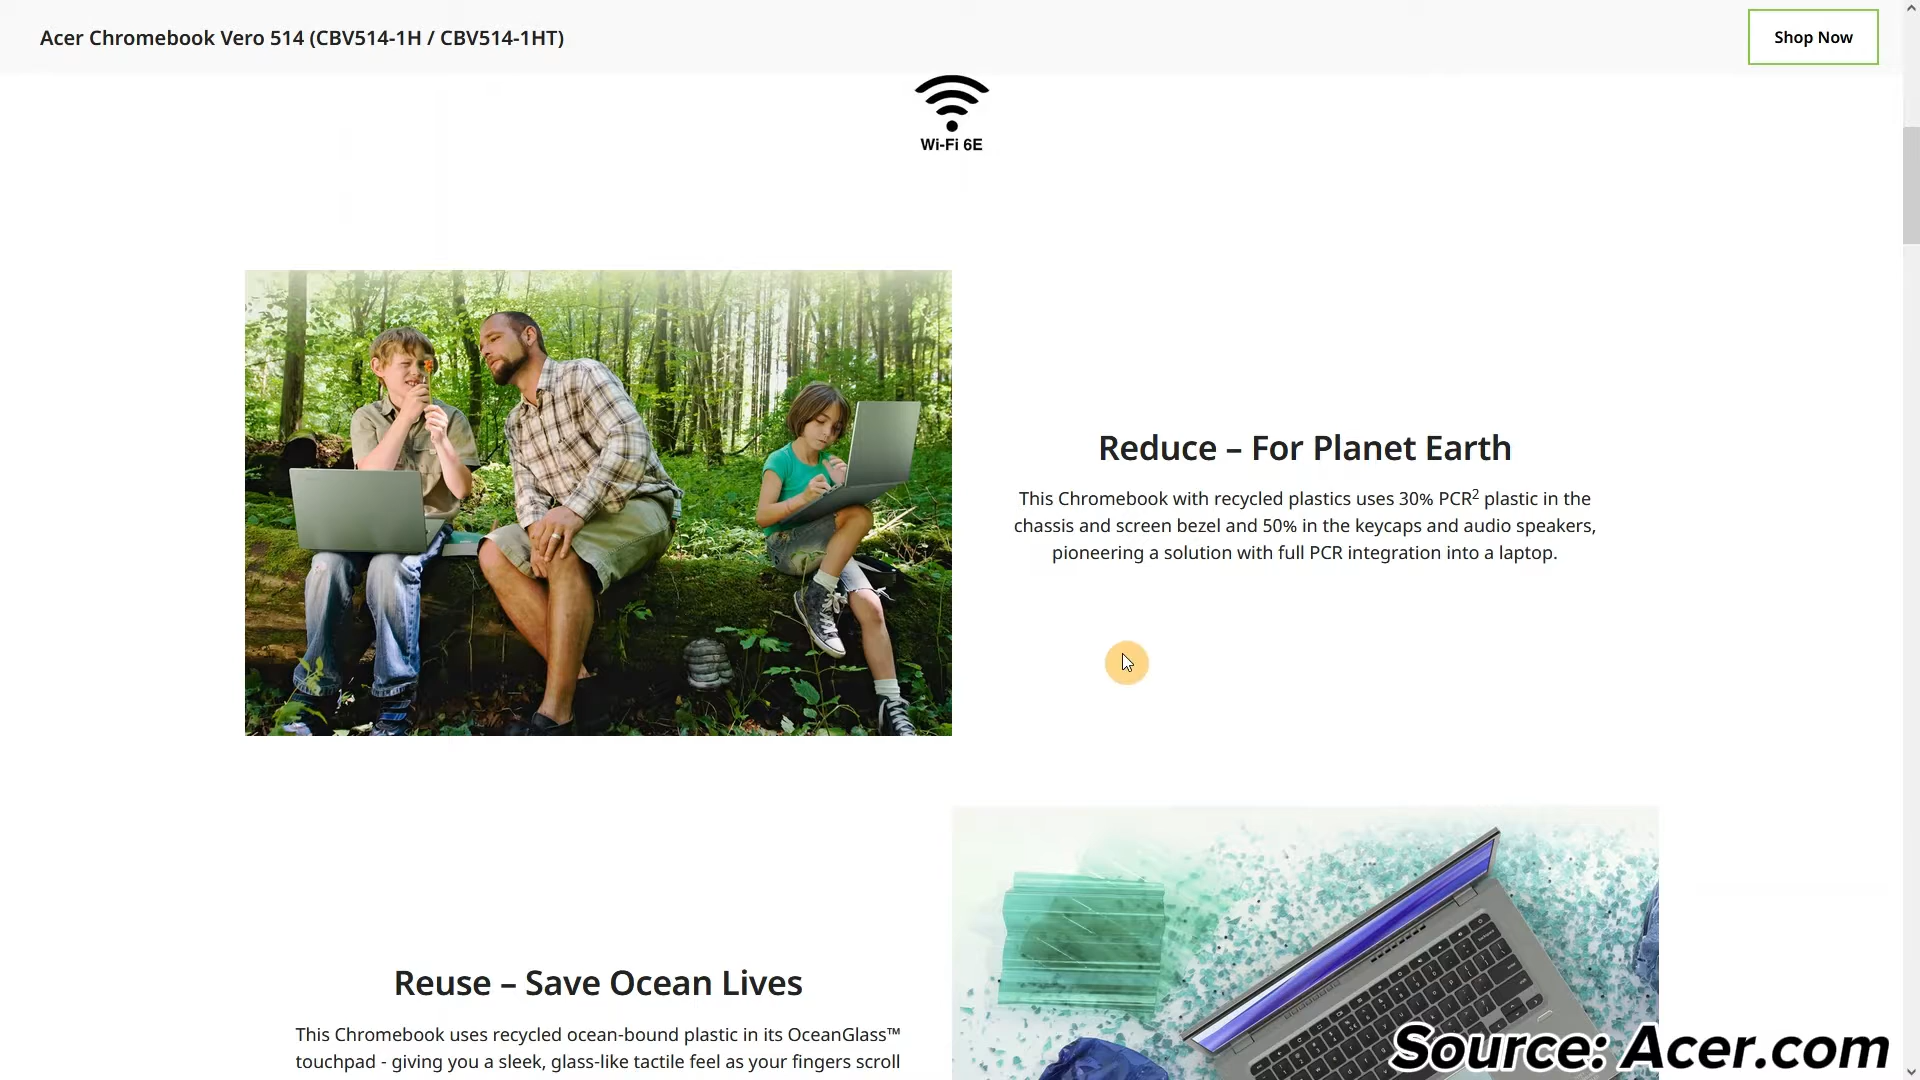 Acer Chromebook Vero 514 (CBV514-1H / CBV514-1HT)
Shop Now
Wi-Fi 6E
Reduce – For Planet Earth
This Chromebook with recycled plastics uses 30% PCR² plastic in the
chassis and screen bezel and 50% in the keycaps and audio speakers,
pioneering a solution with full PCR integration into a laptop.
Reuse – Save Ocean Lives
This Chromebook uses recycled ocean-bound plastic in its OceanGlass™
touchpad - giving you a sleek, glass-like tactile feel as your fingers scroll
Source: Acer.com